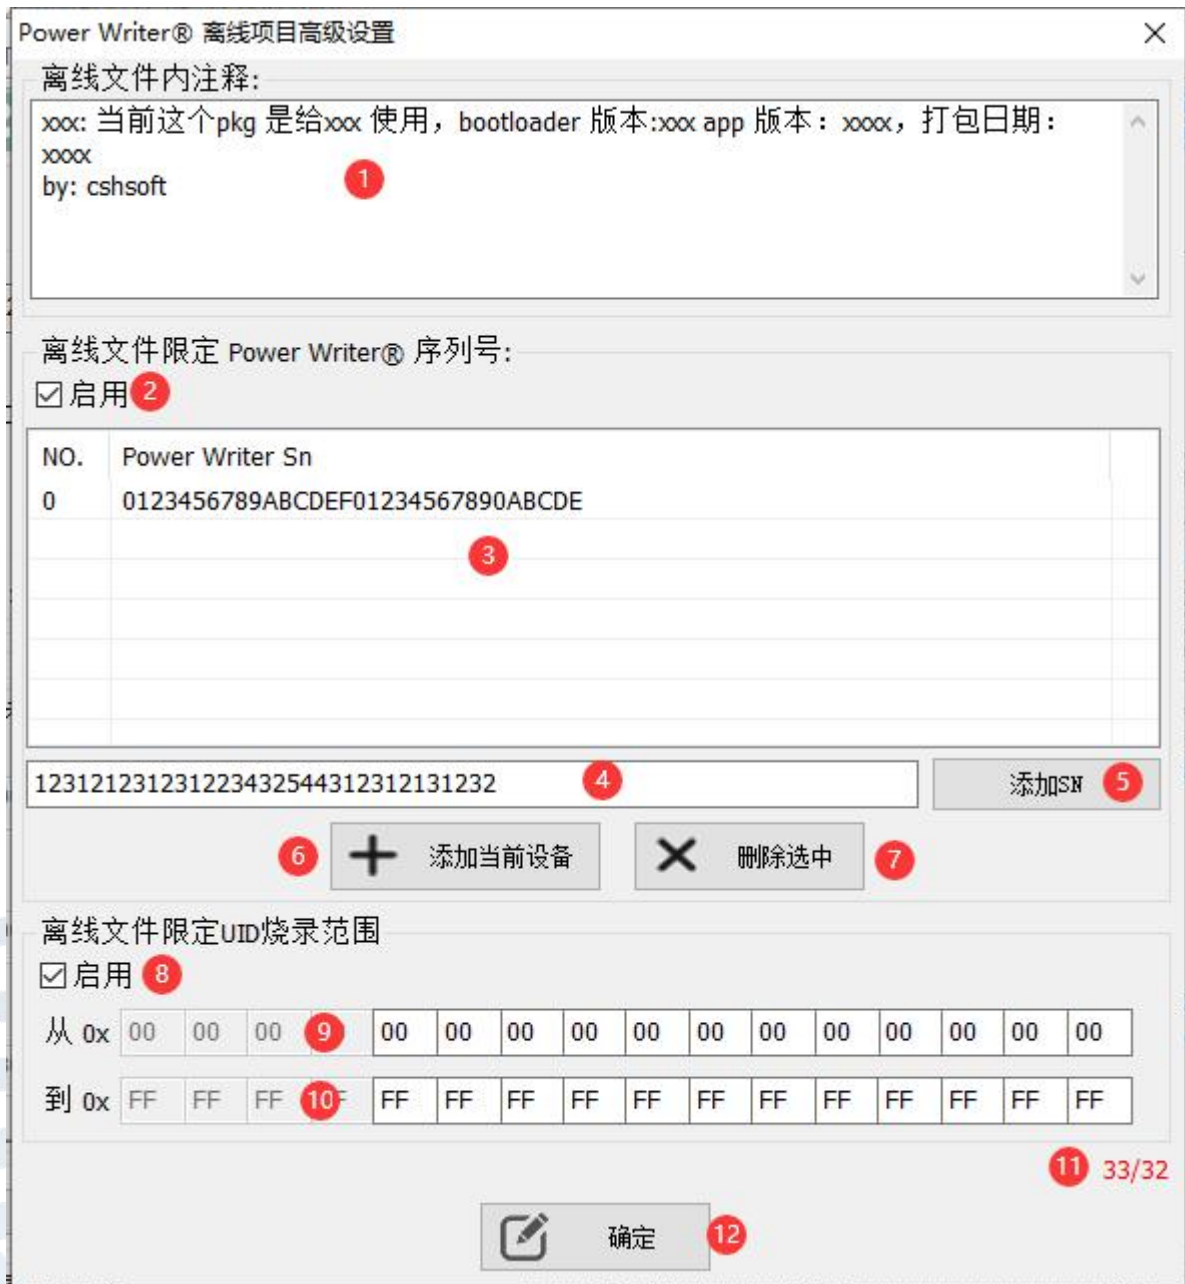 Power Writer® 离线项目高级设置
离线文件内注释:
xxx: 当前这个pkg 是给xxx 使用，bootloader 版本:xxx app 版本：xxxx，打包日期：
xxxx
1
by: cshsoft
离线文件限定 Power Writer® 序列号:
启用 2
NO. Power Writer Sn
0 0123456789ABCDEF01234567890ABCDE
3
123121231231223432544312312131232 4 添加SN 5
6 添加当前设备 删除选中 7
离线文件限定UID烧录范围
启用 8
从 0x 00 00 00 9 00 00 00 00 00 00 00 00 00 00 00 00
到 0x FF FF FF 10 FF FF FF FF FF FF FF FF FF FF FF FF
11 33/32
确定 12